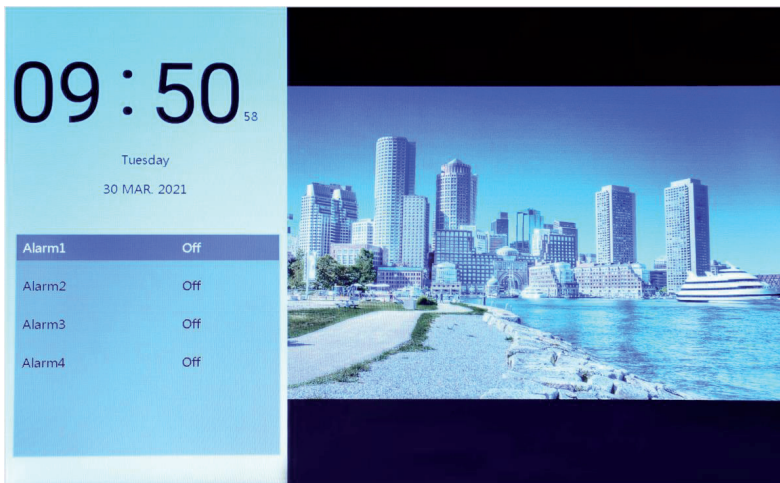 09 : 50 58
Tuesday
30 MAR. 2021
Alarm1 Off
Alarm2 Off
Alarm3 Off
Alarm4 Off